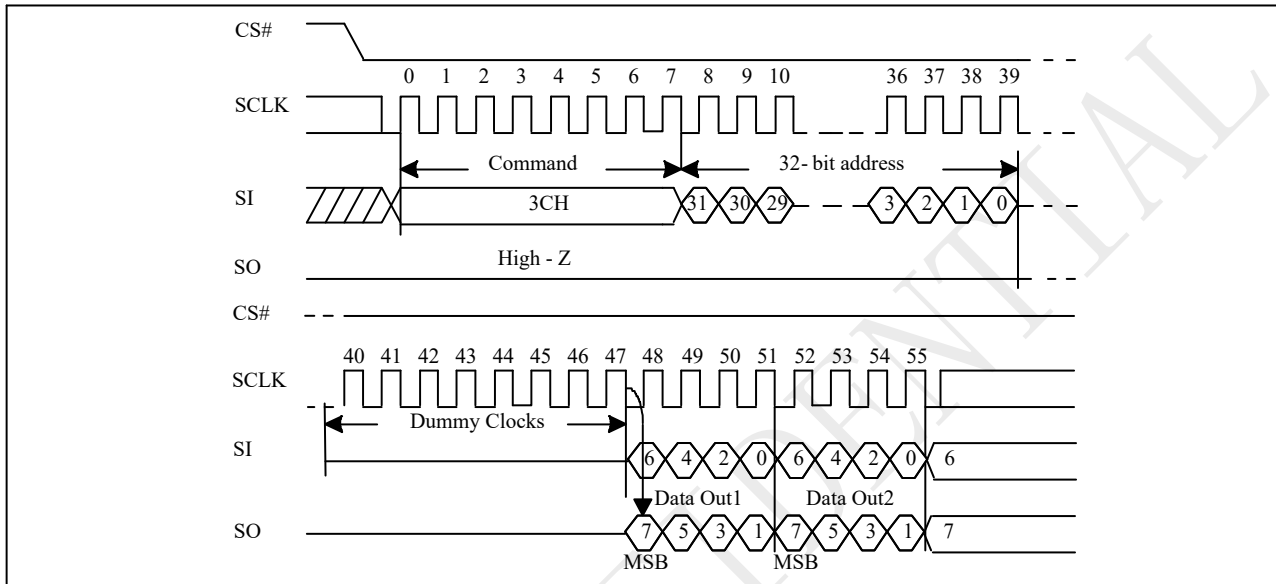 CS#
0 1 2 3 4 5 6 7 8 9 10 36 37 38 39
SCLK
Command 32- bit address
SI 3CH 31 30 29 3 2 1 0
High - Z
SO
CS#
40 41 42 43 44 45 46 47 48 49 50 51 52 53 54 55
SCLK
Dummy Clocks
SI 6 4 2 0 6 4 2 0 6
Data Out1 Data Out2
SO 7 5 3 1 7 5 3 1 7
MSB MSB
IDENTIAL